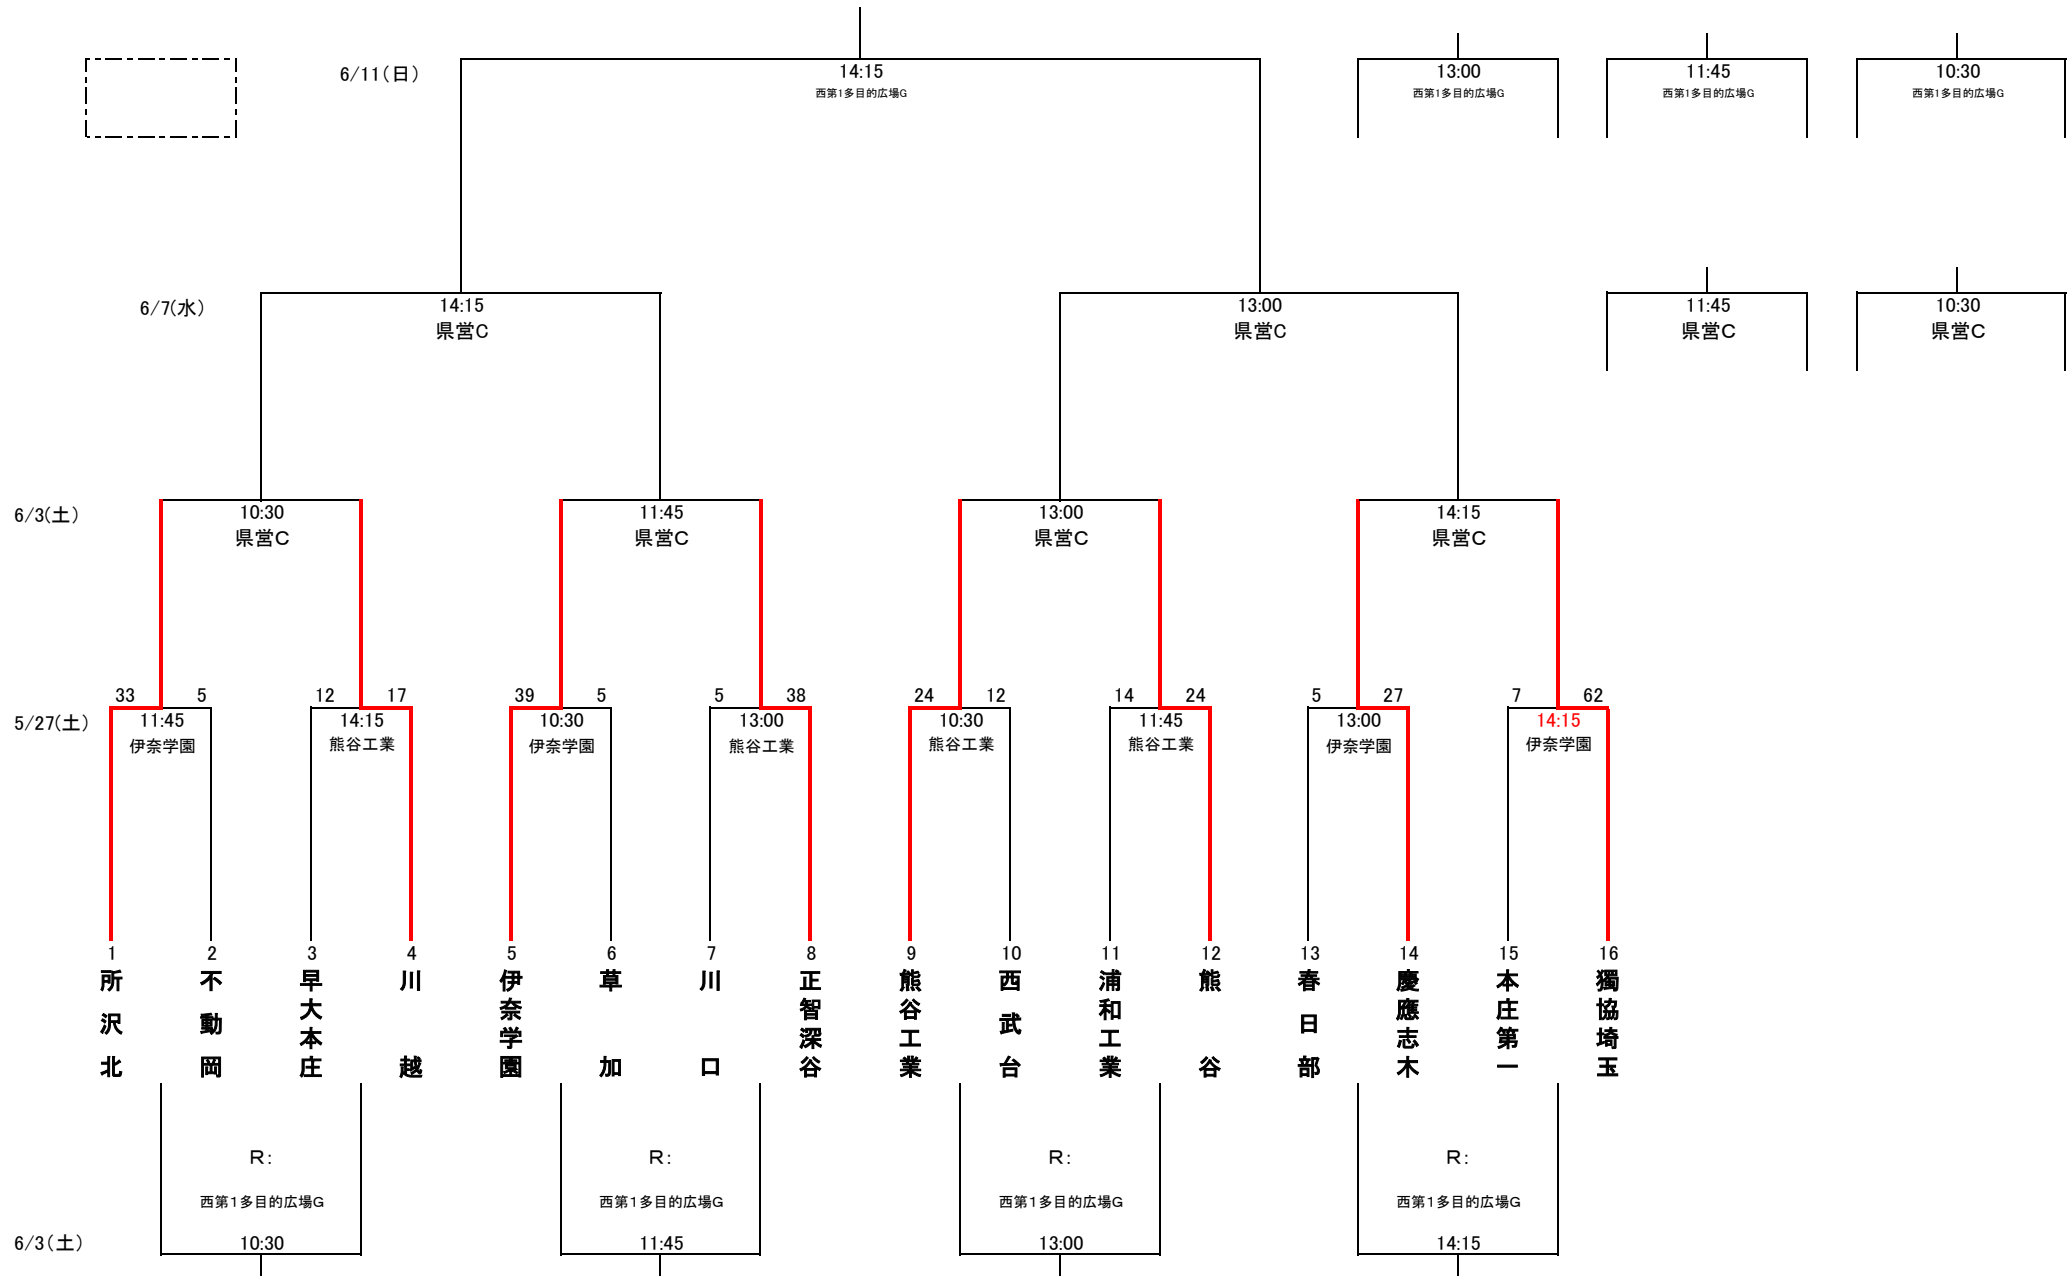 6/11(日)
14:15
西第1多目的広場G
13:00
西第1多目的広場G
11:45
西第1多目的広場G
10:30
西第1多目的広場G
6/7(水)
14:15
県営C
13:00
県営C
11:45
県営C
10:30
県営C
6/3(土)
10:30
県営C
11:45
県営C
13:00
県営C
14:15
県営C
5/27(土)
33 5
11:45
伊奈学園
12 17
14:15
熊谷工業
39 5
10:30
伊奈学園
5 38
13:00
熊谷工業
24 12
10:30
熊谷工業
14 24
11:45
熊谷工業
5 27
13:00
伊奈学園
7 62
14:15
伊奈学園
1
所沢北
2
不動岡
3
早大本庄
4
川越
5
伊奈学園
6
草加
7
川口
8
正智深谷
9
熊谷工業
10
西武台
11
浦和工業
12
熊谷
13
春日部
14
慶應志木
15
本庄第一
16
獨協埼玉
6/3(土)
R:
西第1多目的広場G
10:30
R:
西第1多目的広場G
11:45
R:
西第1多目的広場G
13:00
R:
西第1多目的広場G
14:15